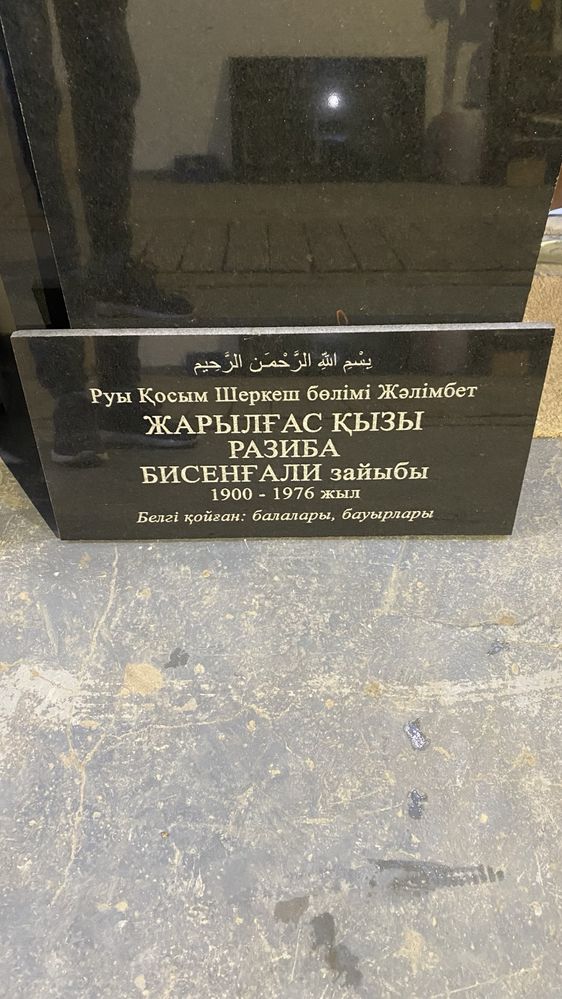 بِسْمِ اللَّهِ الرَّحْمَنِ الرَّحِيم
Руы Қосым Шеркеш бөлімі Жәлімбет
ЖАРЫЛҒАС ҚЫЗЫ
РАЗИБА
БИСЕНҒАЛИ зайыбы
1900 - 1976 жыл
Белгі қойған: балалары, бауырлары